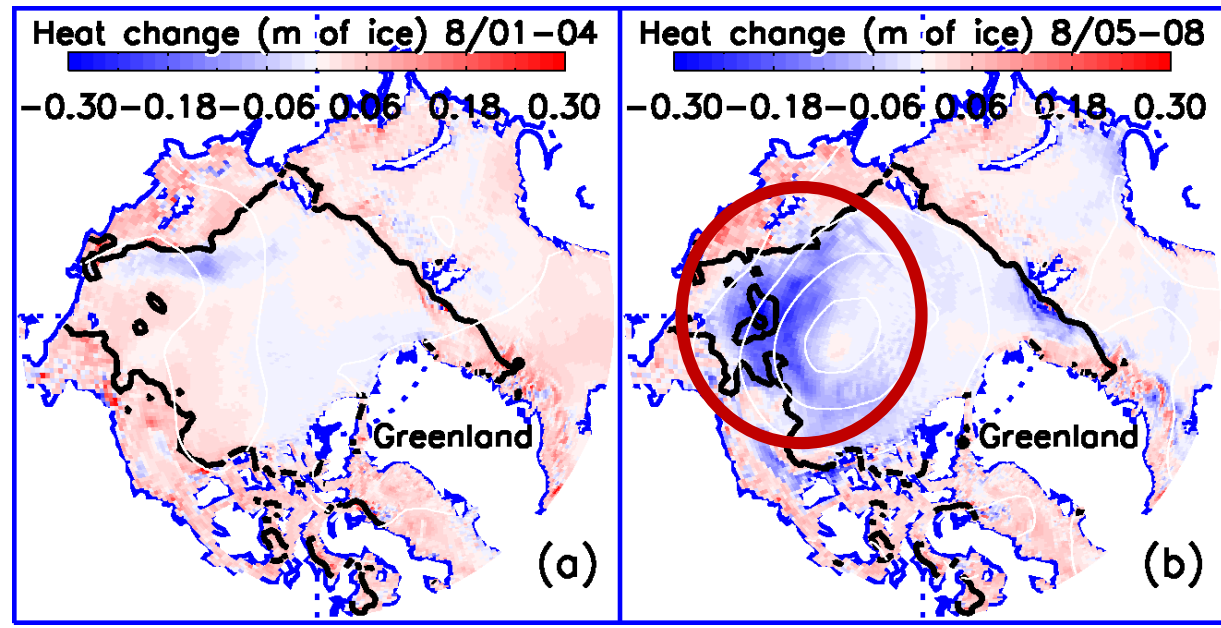 Heat change (m of ice) 8/01-04
-0.30 -0.18 -0.06 0.06 0.18 0.30
Greenland
(a)
Heat change (m of ice) 8/05-08
-0.30 -0.18 -0.06 0.06 0.18 0.30
Greenland
(b)